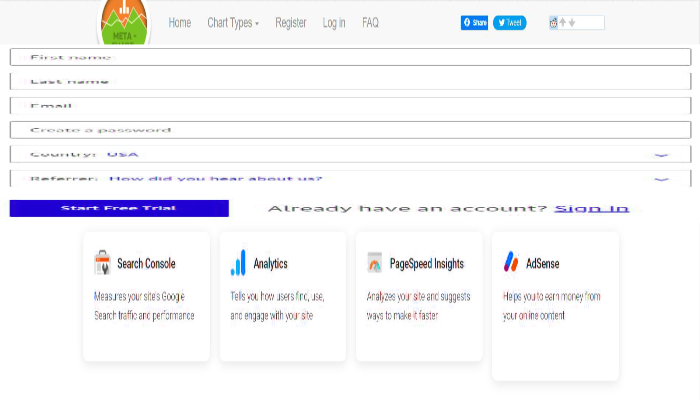 META -
Home Chart Types Register Log in FAQ Share Tweet
First name
Last name
Email
Create a password
Country: USA
Referrer: How did you hear about us?
Start Free Trial Already have an account? Sign In
Search Console
Measures your site's Google
Search traffic and performance
Analytics
Tells you how users find, use,
and engage with your site
PageSpeed Insights
Analyzes your site and suggests
ways to make it faster
AdSense
Helps you to earn money from
your online content